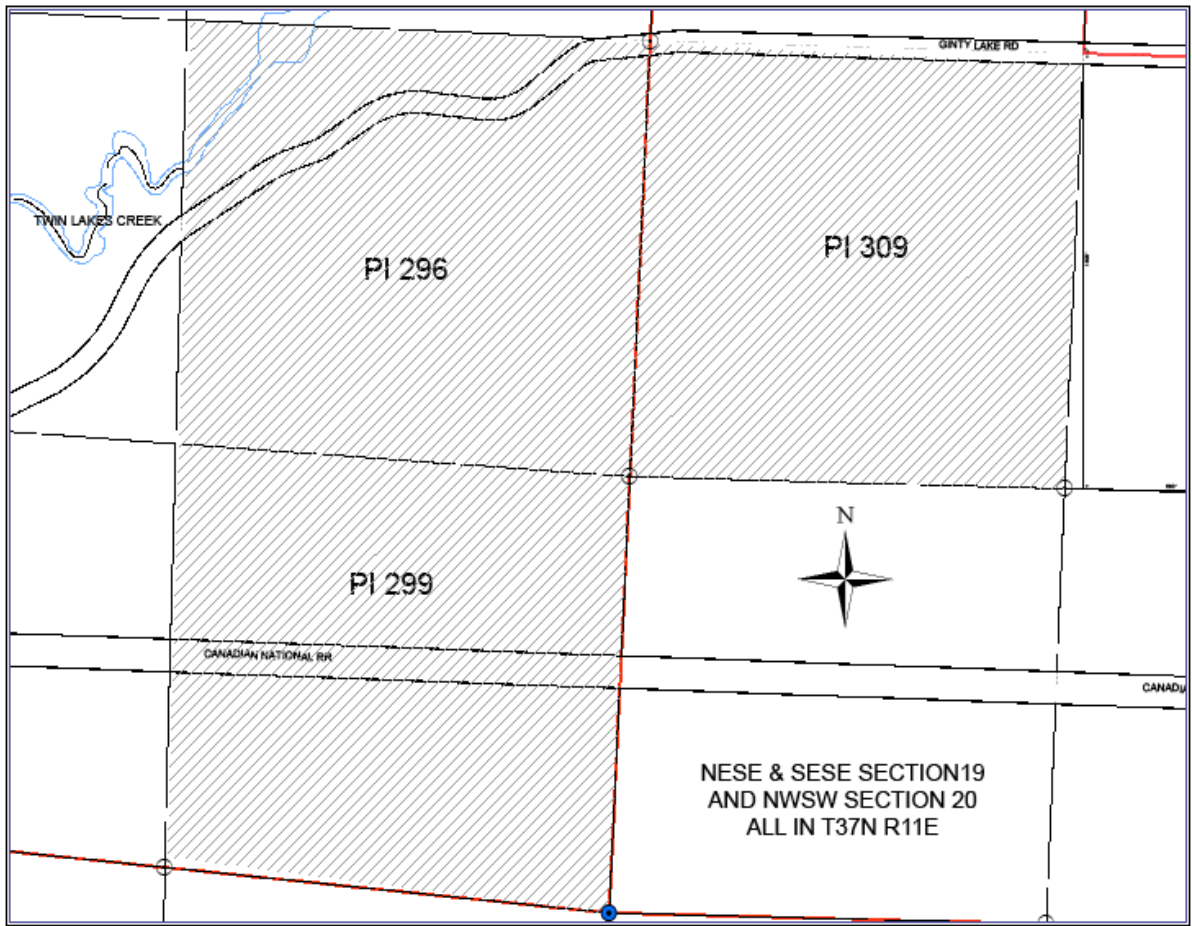 GINTY LAKE RD
TWIN LAKES CREEK
PI 296
PI 309
N
PI 299
CANADIAN NATIONAL RR
CANADIA
NESE & SESE SECTION19
AND NWSW SECTION 20
ALL IN T37N R11E